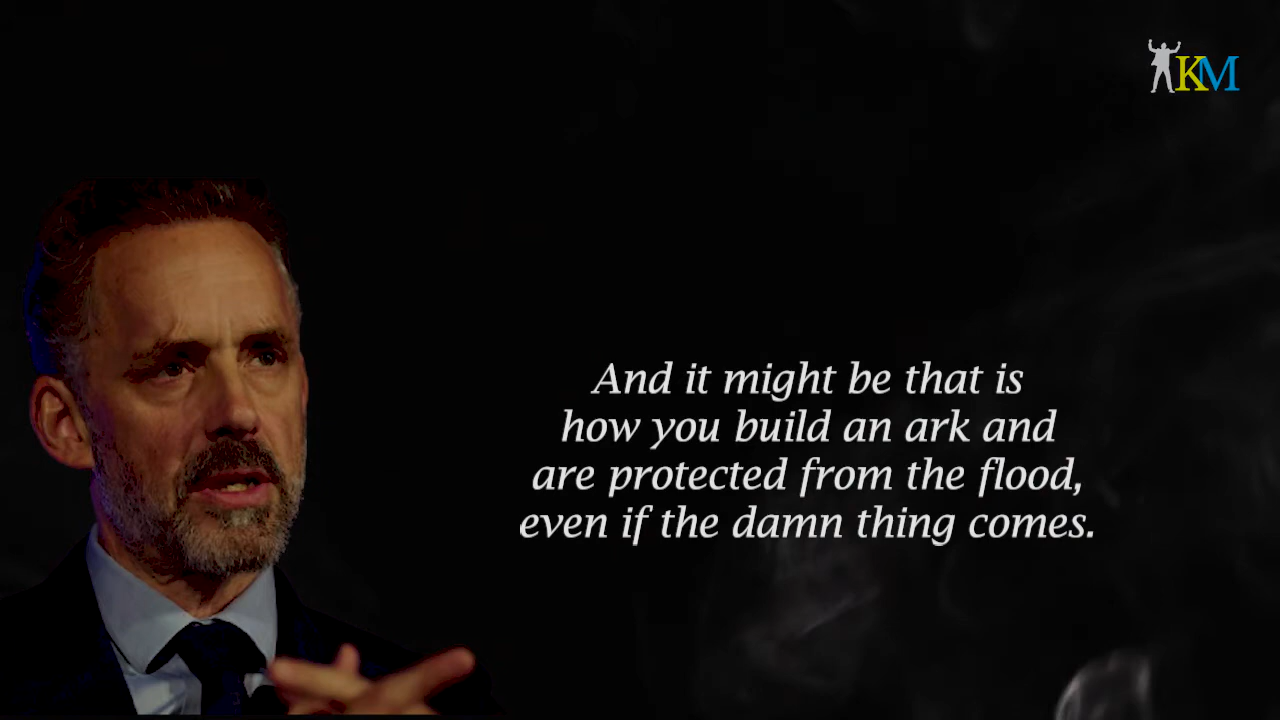 KM
And it might be that is
how you build an ark and
are protected from the flood,
even if the damn thing comes.